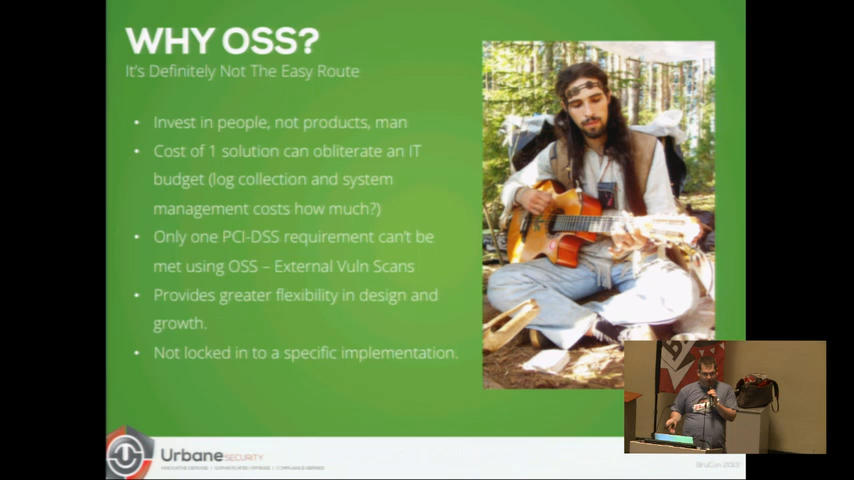 WHY OSS?
It's Definitely Not The Easy Route
• Invest in people, not products, man
• Cost of 1 solution can obliterate an IT
budget (log collection and system
management costs how much?)
• Only one PCI-DSS requirement can't be
met using OSS – External Vuln Scans
• Provides greater flexibility in design and
growth.
• Not locked in to a specific implementation.
Urbane SECURITY